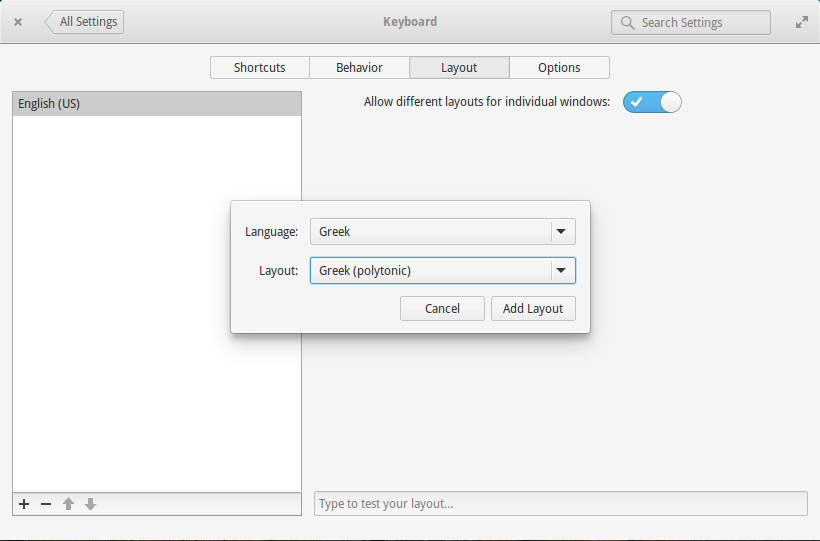 All Settings
Keyboard
Search Settings
Shortcuts
Behavior
Layout
Options
English (US)
Allow different layouts for individual windows:
Language:
Greek
Layout:
Greek (polytonic)
Cancel
Add Layout
Type to test your layout...